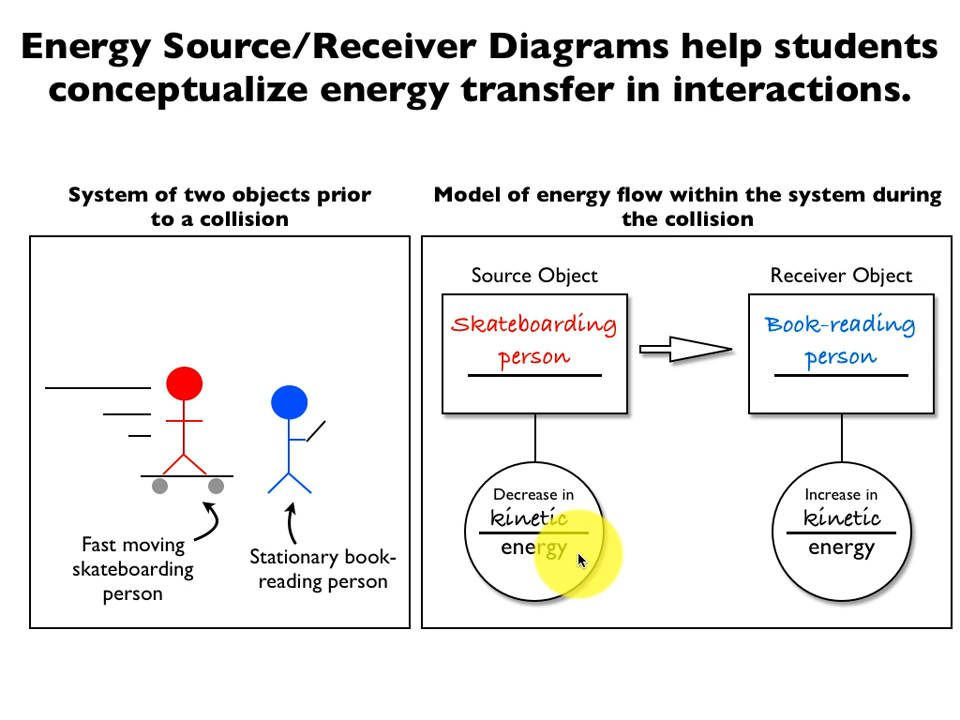 Energy Source/Receiver Diagrams help students
conceptualize energy transfer in interactions.
System of two objects prior
to a collision
Fast moving
skateboarding
person
Stationary book-
reading person
Model of energy flow within the system during
the collision
Source Object
Skateboarding
person
Decrease in
kinetic
energy
Receiver Object
Book-reading
person
Increase in
kinetic
energy